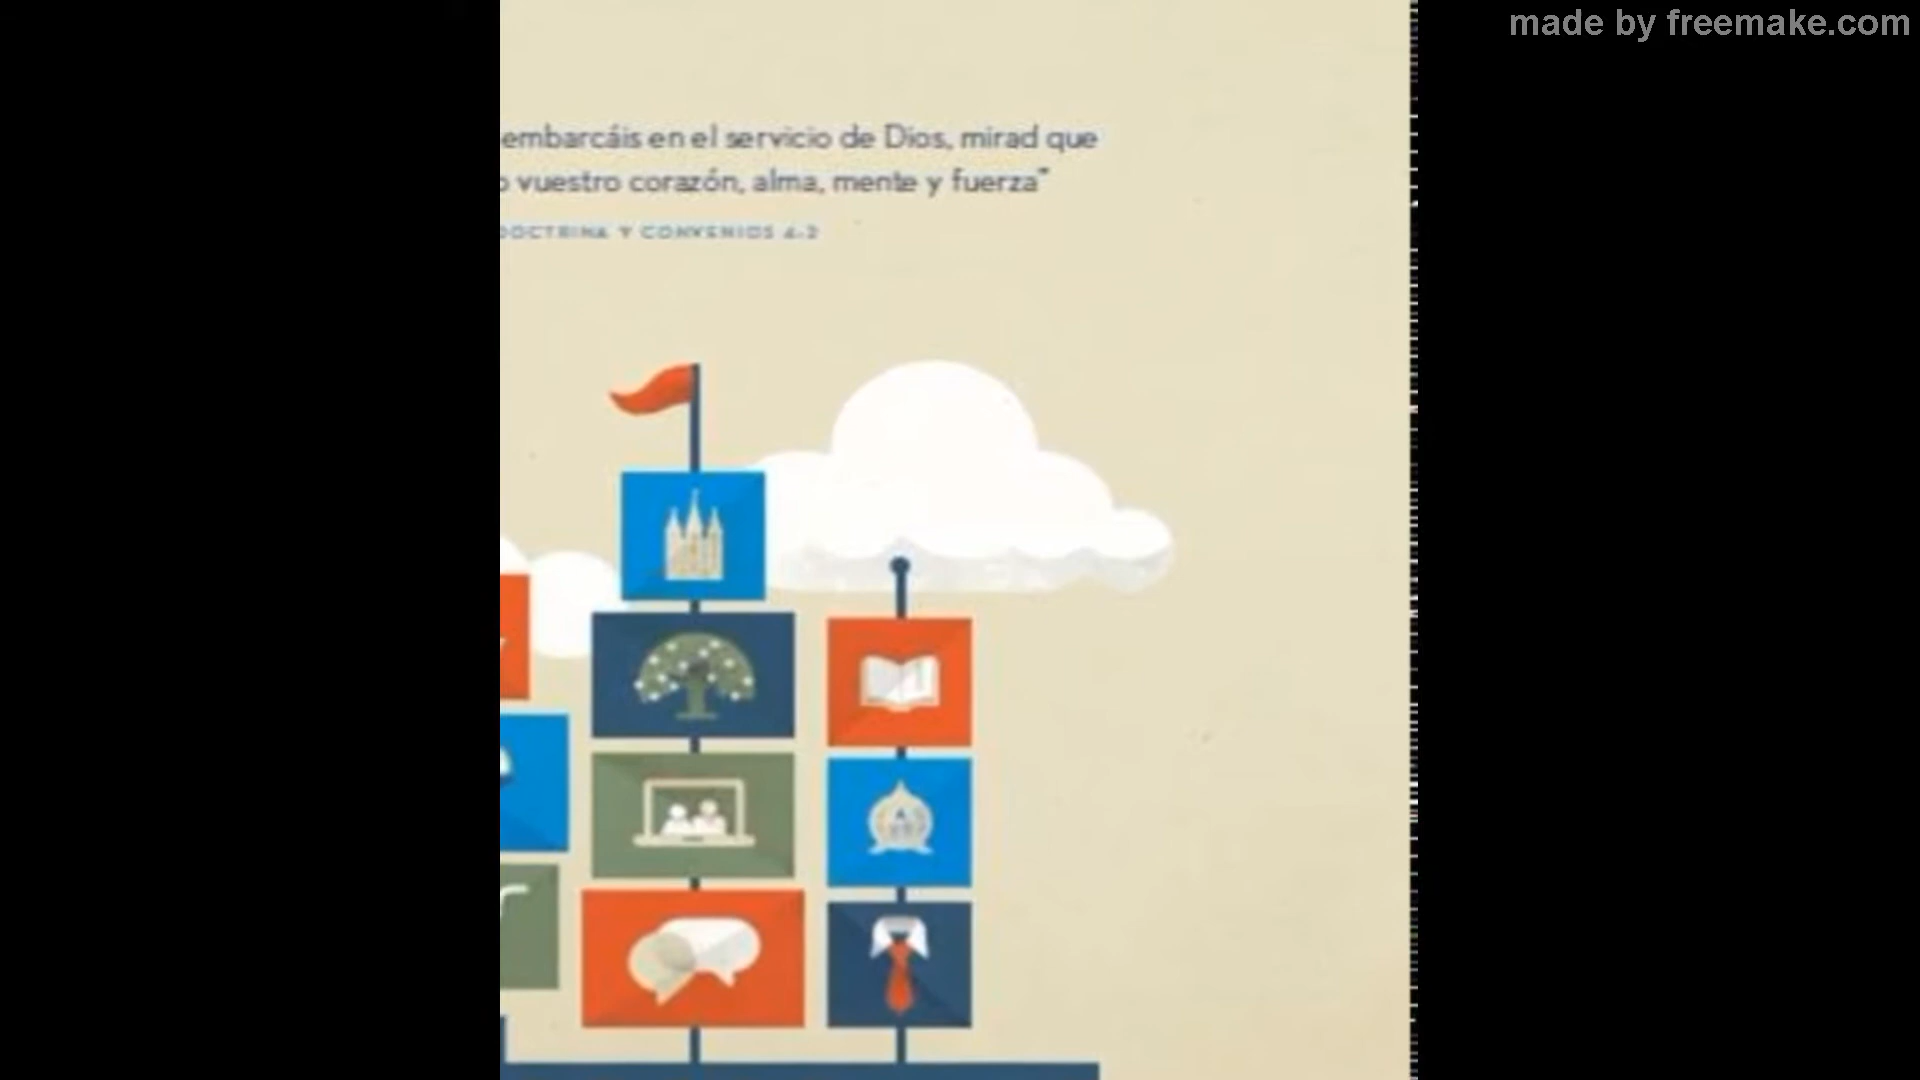 made by freemake.com
embarcáis en el servicio de Dios, mirad que
o vuestro corazón, alma, mente y fuerza”
DOCTRINA Y CONVENIOS 4:2